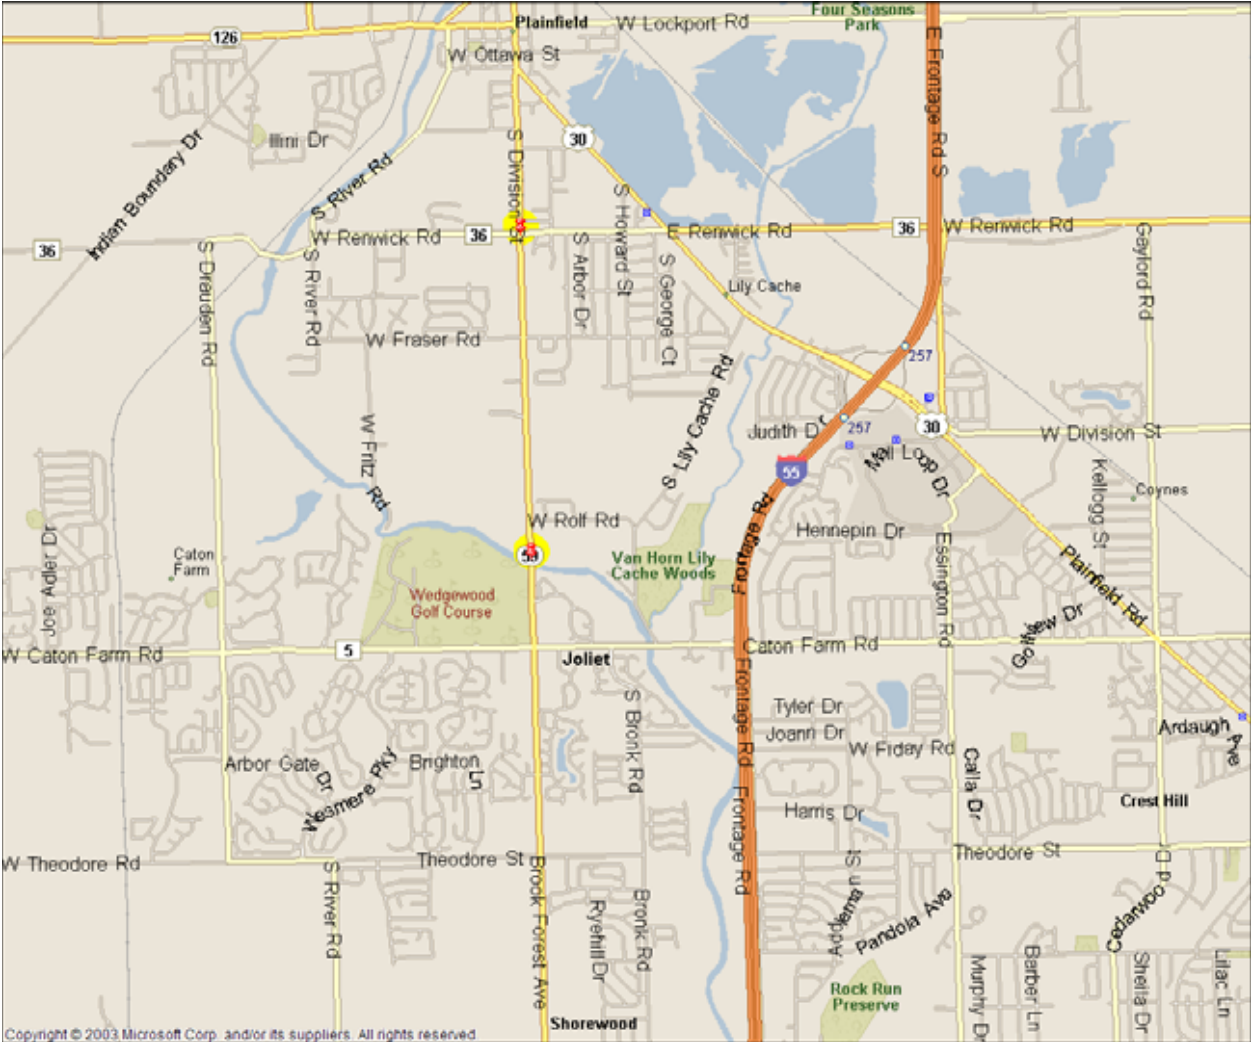 Four Seasons
Park
Plainfield
W Lockport Rd
126
W Ottawa St
E Frontage Rd S
30
Illini Dr
Indian Boundary Dr
S River Rd
S Division St
S Howard St
36
W Renwick Rd
36
E Renwick Rd
36
W Renwick Rd
S Drauden Rd
S River Rd
S Arbor Dr
S George Ct
Gaylord Rd
Lily Cache
W Fraser Rd
257
S Lily Cache Rd
Judith Dr
257
30
W Division St
W Fritz Rd
Mall Loop Dr
55
Kellogg St
Coynes
Frontage Rd
W Rolf Rd
Hennepin Dr
Essington Rd
Joe Adler Dr
Caton
Farm
59
Van Horn Lily
Cache Woods
Plainfield Rd
Wedgewood
Golf Course
Golfview Dr
W Caton Farm Rd
5
Joliet
Caton Farm Rd
Frontage Rd
S Bronk Rd
Tyler Dr
Joann Dr
W Fiday Rd
Ardaugh Ave
Arbor Gate Dr
Wesmere Pky
Brighton Ln
Calla Dr
Frontage Rd
Harris Dr
Crest Hill
W Theodore Rd
Theodore St
Theodore St
S River Rd
Brook Forest Ave
Ryehill Dr
Bronk Rd
Pandola Ave
Cedarwood Dr
Murphy Dr
Barber Ln
Sheila Dr
Lilac Ln
Rock Run
Preserve
Shorewood
Copyright © 2003 Microsoft Corp. and/or its suppliers. All rights reserved.